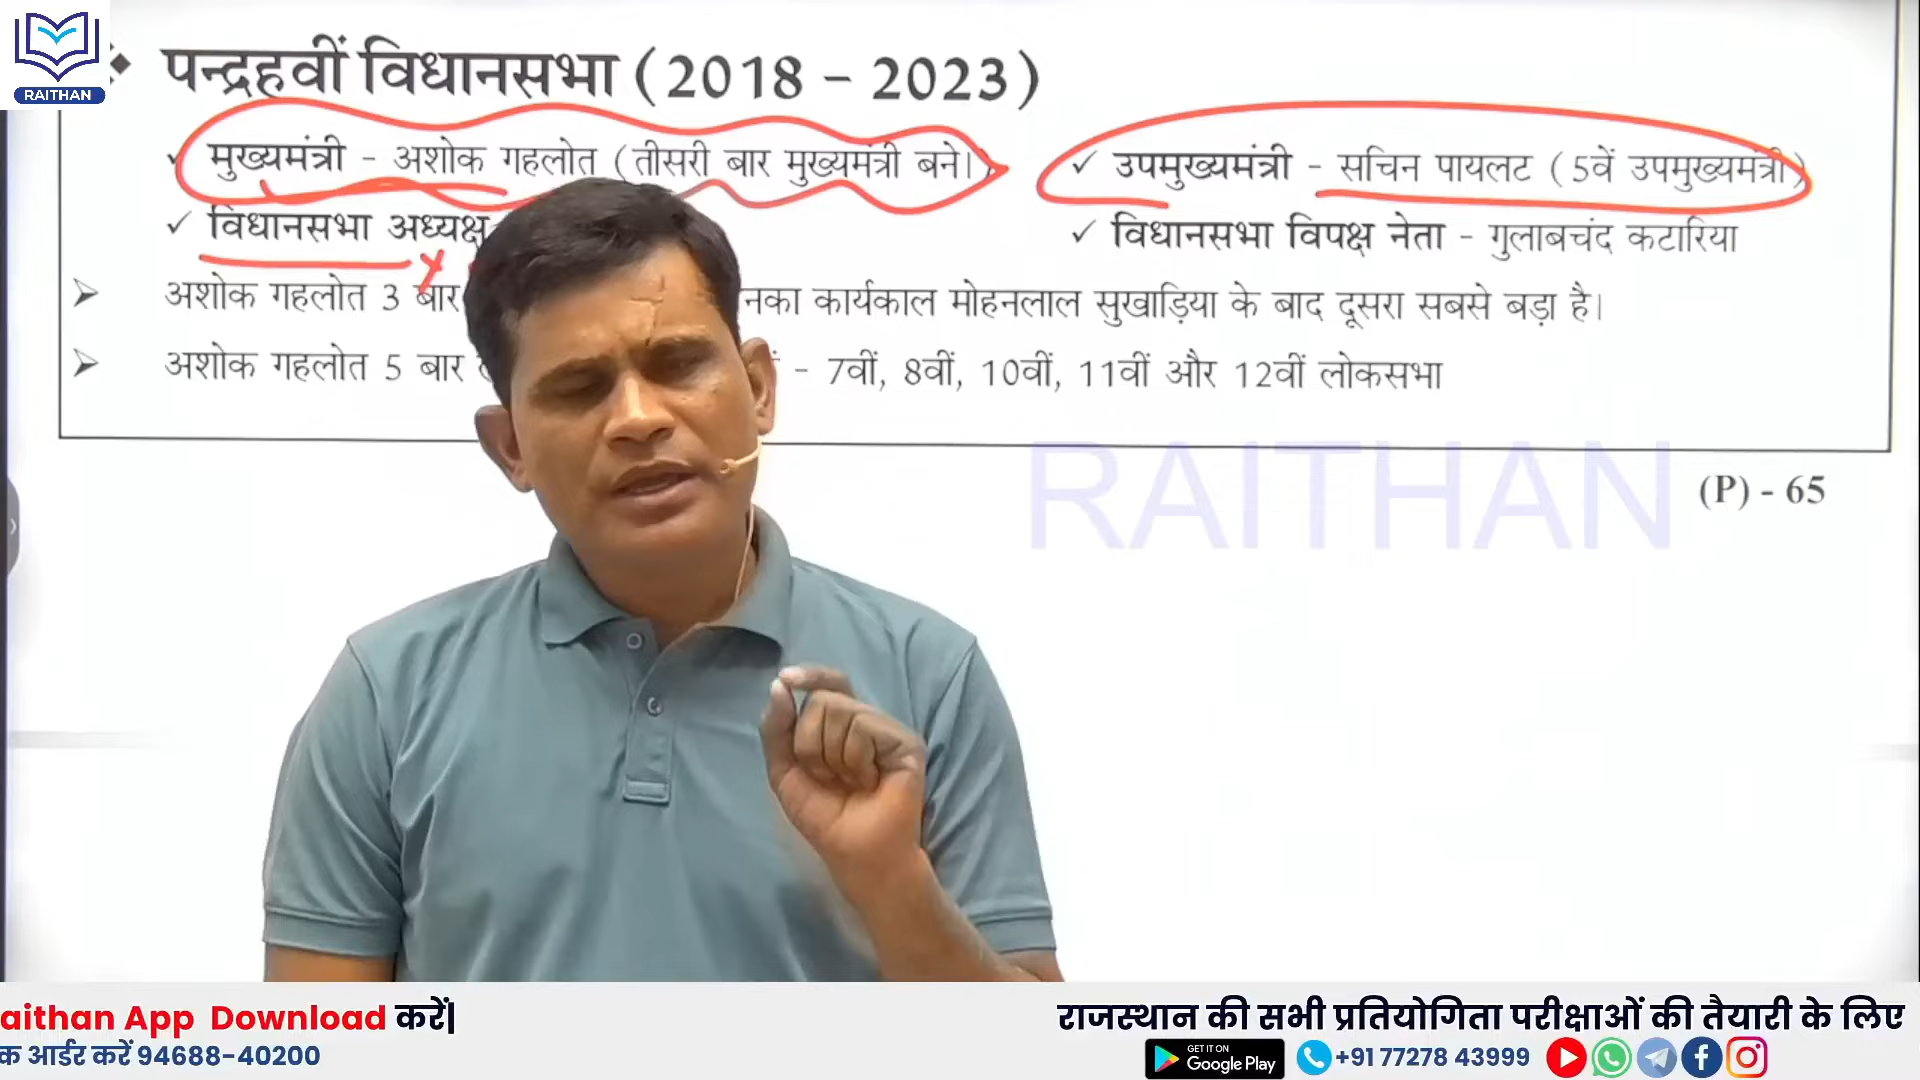 RAITHAN
पन्द्रहवीं विधानसभा (2018 - 2023)
✓ मुख्यमंत्री - अशोक गहलोत (तीसरी बार मुख्यमंत्री बने।)
✓ उपमुख्यमंत्री - सचिन पायलट (5वें उपमुख्यमंत्री)
✓ विधानसभा अध्यक्ष
✓ विधानसभा विपक्ष नेता - गुलाबचंद कटारिया
➢ अशोक गहलोत 3 बार नका कार्यकाल मोहनलाल सुखाड़िया के बाद दूसरा सबसे बड़ा है।
➢ अशोक गहलोत 5 बार - 7वीं, 8वीं, 10वीं, 11वीं और 12वीं लोकसभा
RAITHAN
(P) - 65
aithan App Download करें|
राजस्थान की सभी प्रतियोगिता परीक्षाओं की तैयारी के लिए
क आर्डर करें 94688-40200
GET IT ON
Google Play
+91 77278 43999